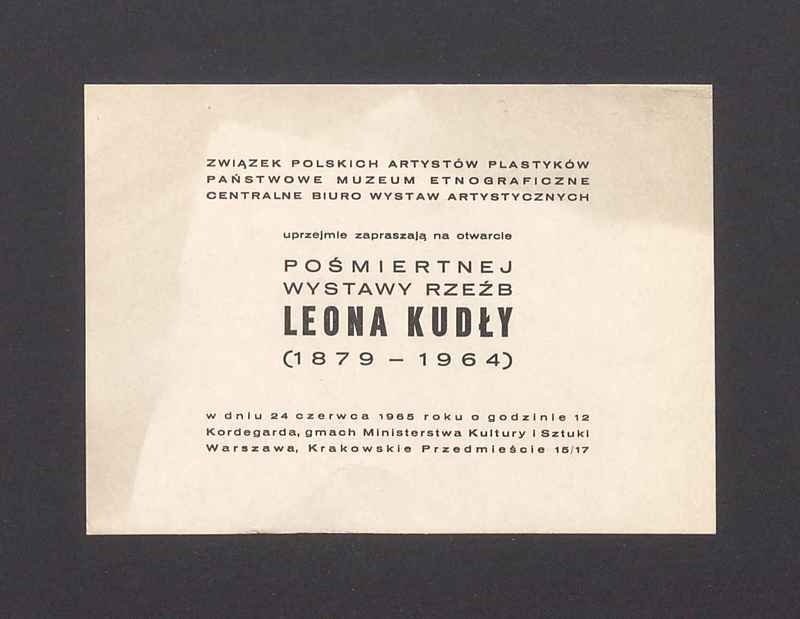 ZWIĄZEK POLSKICH ARTYSTÓW PLASTYKÓW
PAŃSTWOWE MUZEUM ETNOGRAFICZNE
CENTRALNE BIURO WYSTAW ARTYSTYCZNYCH
uprzejmie zapraszają na otwarcie
POŚMIERTNEJ
WYSTAWY RZEŹB
LEONA KUDŁY
(1879 – 1964)
w dniu 24 czerwca 1965 roku o godzinie 12
Kordegarda, gmach Ministerstwa Kultury i Sztuki
Warszawa, Krakowskie Przedmieście 15/17